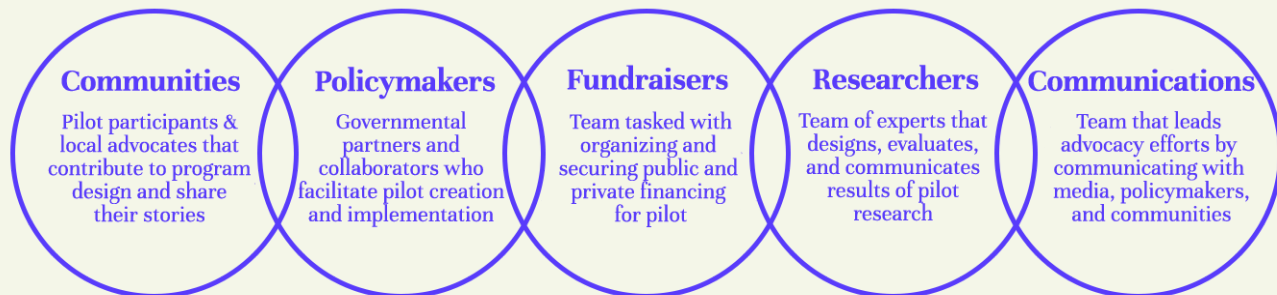 Communities
Pilot participants &
local advocates that
contribute to program
design and share
their stories
Policymakers
Governmental
partners and
collaborators who
facilitate pilot creation
and implementation
Fundraisers
Team tasked with
organizing and
securing public and
private financing
for pilot
Researchers
Team of experts that
designs, evaluates,
and communicates
results of pilot
research
Communications
Team that leads
advocacy efforts by
communicating with
media, policymakers,
and communities